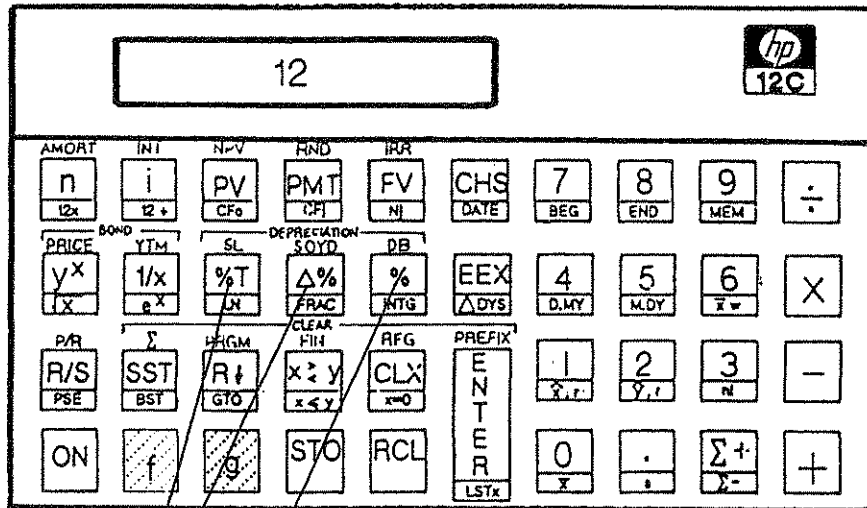 12
hp
12C
AMORT INT NPV RND IRR
n i PV PMT FV CHS 7 8 9 ÷
12x 12÷ CFo CFj Nj DATE BEG END MEM
BOND DEPRECIATION
PRICE YTM SL SOYD DB
y^x 1/x %T Δ% % EEX 4 5 6 X
√x e^x LN FRAC INTG ΔDYS D.MY M.DY x̄w
CLEAR
P/R Σ PRGM FIN REG PREFIX
R/S SST R↓ x≷y CLX ENTER 1 2 3 −
PSE BST GTO x≤y x=0 x̂,r ŷ,r n!
ON f g STO RCL 0 . Σ+ +
LSTx x̄ s Σ-